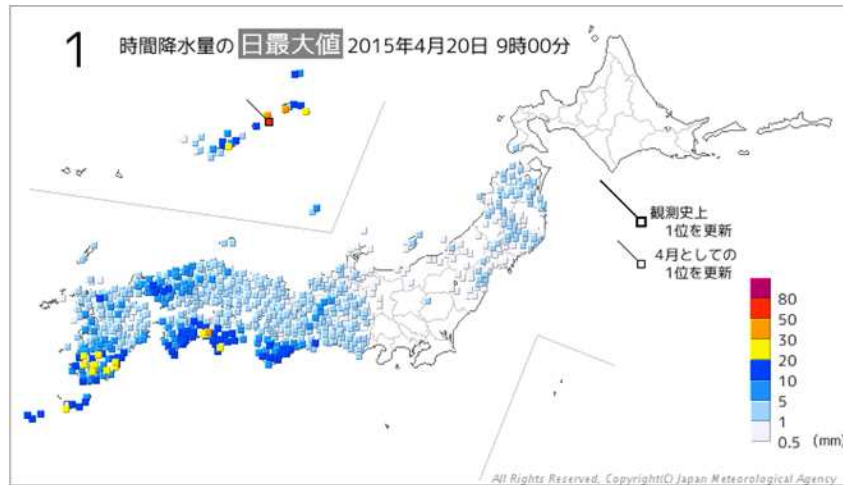 1 時間降水量の 日最大値 2015年4月20日 9時00分
観測史上
1位を更新
4月としての
1位を更新
80
50
30
20
10
5
1
0.5 (mm)
All Rights Reserved, Copyright(C) Japan Meteorological Agency